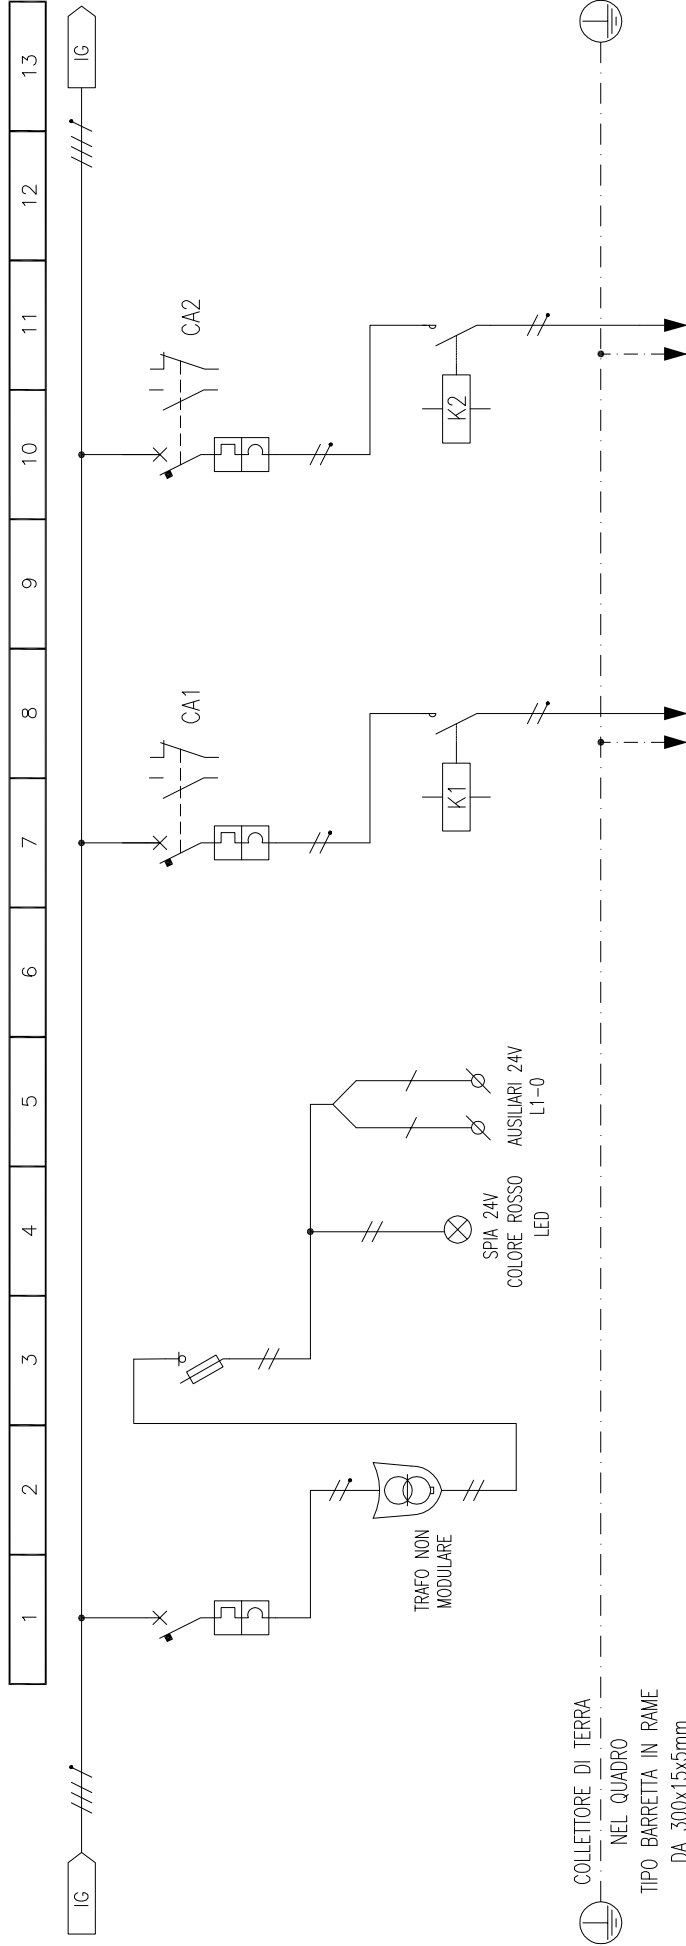 1 2 3 4 5 6 7 8 9 10 11 12 13
IG
IG
CA1
CA2
K1
K2
TRAFO NON
MODULARE
SPIA 24V
COLORE ROSSO
LED
AUSILIARI 24V
L1-0
COLLETTORE DI TERRA
NEL QUADRO
TIPO BARRETTA IN RAME
DA 300x15x5mm